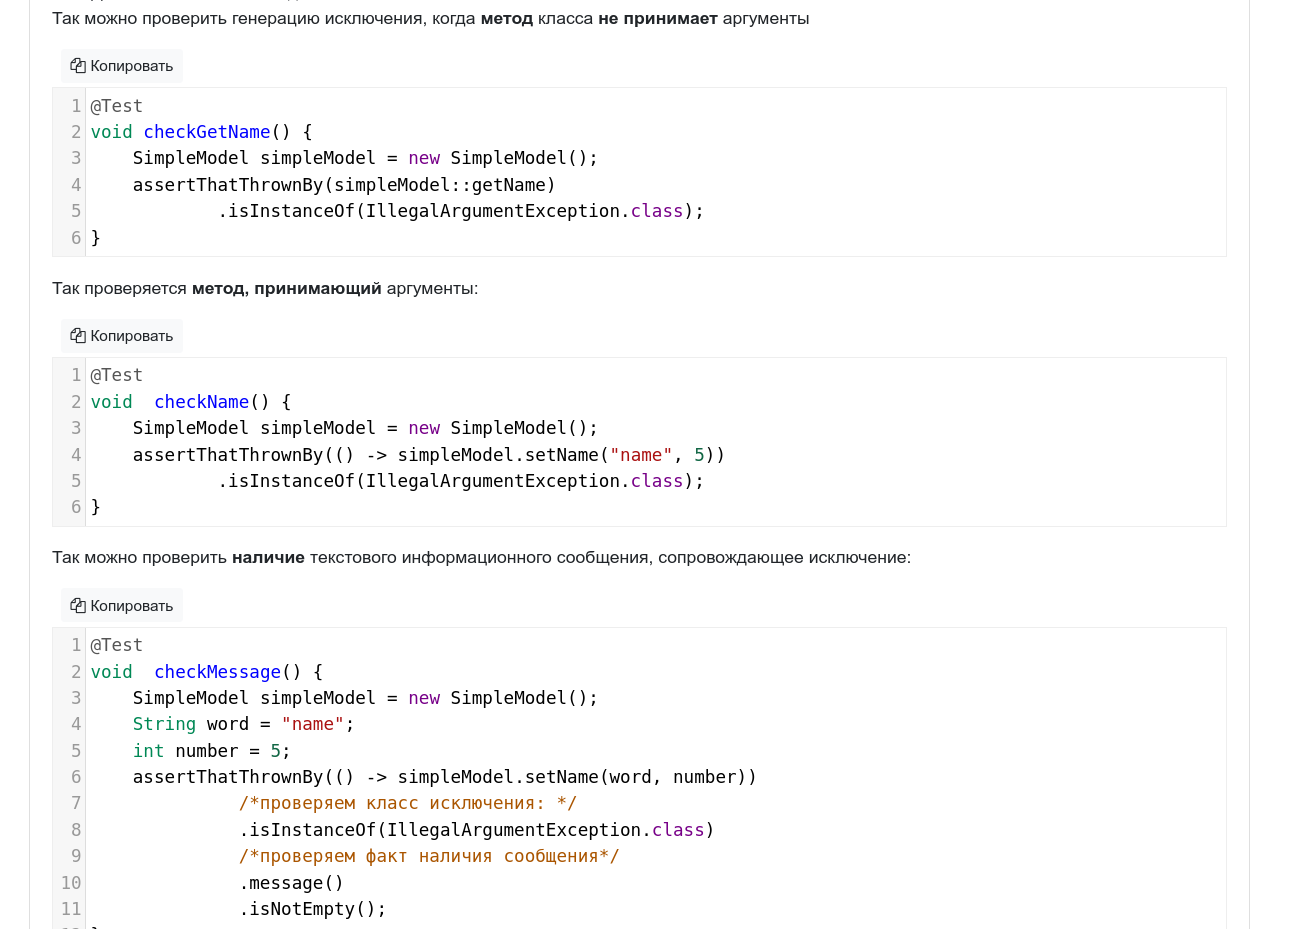 Так можно проверить генерацию исключения, когда метод класса не принимает аргументы
Копировать
1 @Test
2 void checkGetName() {
3     SimpleModel simpleModel = new SimpleModel();
4     assertThatThrownBy(simpleModel::getName)
5             .isInstanceOf(IllegalArgumentException.class);
6 }
Так проверяется метод, принимающий аргументы:
Копировать
1 @Test
2 void  checkName() {
3     SimpleModel simpleModel = new SimpleModel();
4     assertThatThrownBy(() -> simpleModel.setName("name", 5))
5             .isInstanceOf(IllegalArgumentException.class);
6 }
Так можно проверить наличие текстового информационного сообщения, сопровождающее исключение:
Копировать
1 @Test
2 void  checkMessage() {
3     SimpleModel simpleModel = new SimpleModel();
4     String word = "name";
5     int number = 5;
6     assertThatThrownBy(() -> simpleModel.setName(word, number))
7               /*проверяем класс исключения: */
8               .isInstanceOf(IllegalArgumentException.class)
9               /*проверяем факт наличия сообщения*/
10               .message()
11               .isNotEmpty();